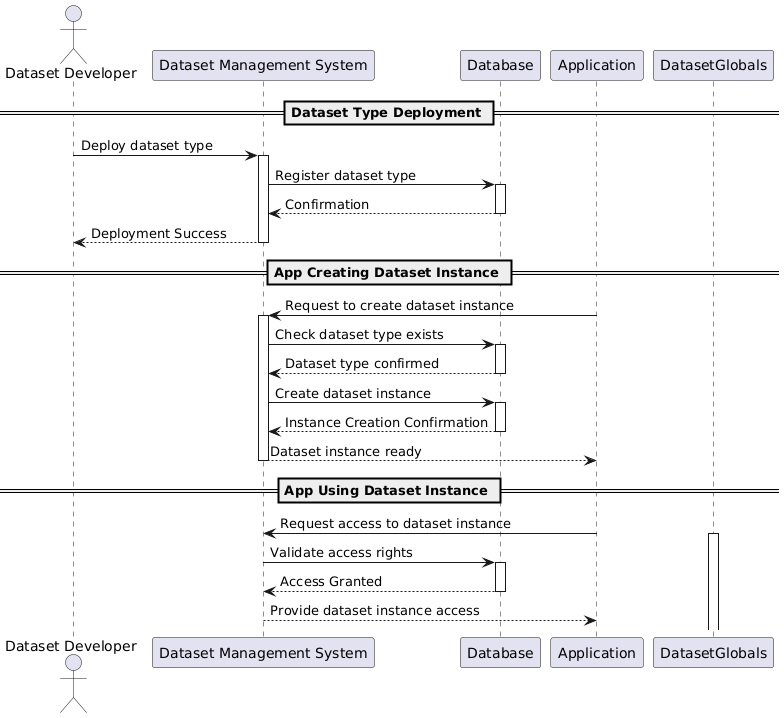 Dataset Developer
Dataset Management System
Database
Application
DatasetGlobals
Dataset Type Deployment
Deploy dataset type
Register dataset type
Confirmation
Deployment Success
App Creating Dataset Instance
Request to create dataset instance
Check dataset type exists
Dataset type confirmed
Create dataset instance
Instance Creation Confirmation
Dataset instance ready
App Using Dataset Instance
Request access to dataset instance
Validate access rights
Access Granted
Provide dataset instance access
Dataset Developer
Dataset Management System
Database
Application
DatasetGlobals